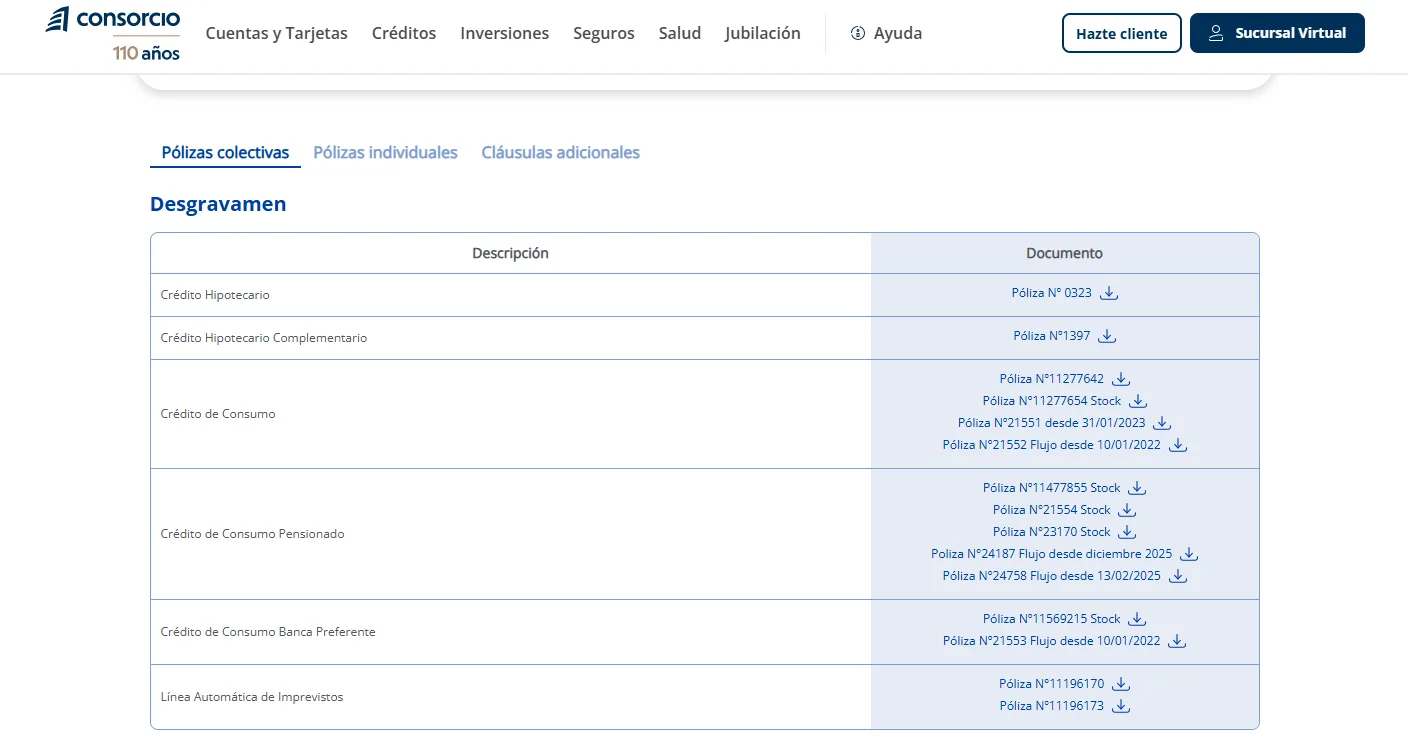 consorcio
110 años
Cuentas y Tarjetas Créditos Inversiones Seguros Salud Jubilación Ayuda Hazte cliente Sucursal Virtual
Pólizas colectivas Pólizas individuales Cláusulas adicionales
Desgravamen
Descripción Documento
Crédito Hipotecario Póliza N° 0323
Crédito Hipotecario Complementario Póliza N°1397
Crédito de Consumo
Póliza N°11277642
Póliza N°11277654 Stock
Póliza N°21551 desde 31/01/2023
Póliza N°21552 Flujo desde 10/01/2022
Crédito de Consumo Pensionado
Póliza N°11477855 Stock
Póliza N°21554 Stock
Póliza N°23170 Stock
Poliza N°24187 Flujo desde diciembre 2025
Póliza N°24758 Flujo desde 13/02/2025
Crédito de Consumo Banca Preferente
Póliza N°11569215 Stock
Póliza N°21553 Flujo desde 10/01/2022
Línea Automática de Imprevistos
Póliza N°11196170
Póliza N°11196173